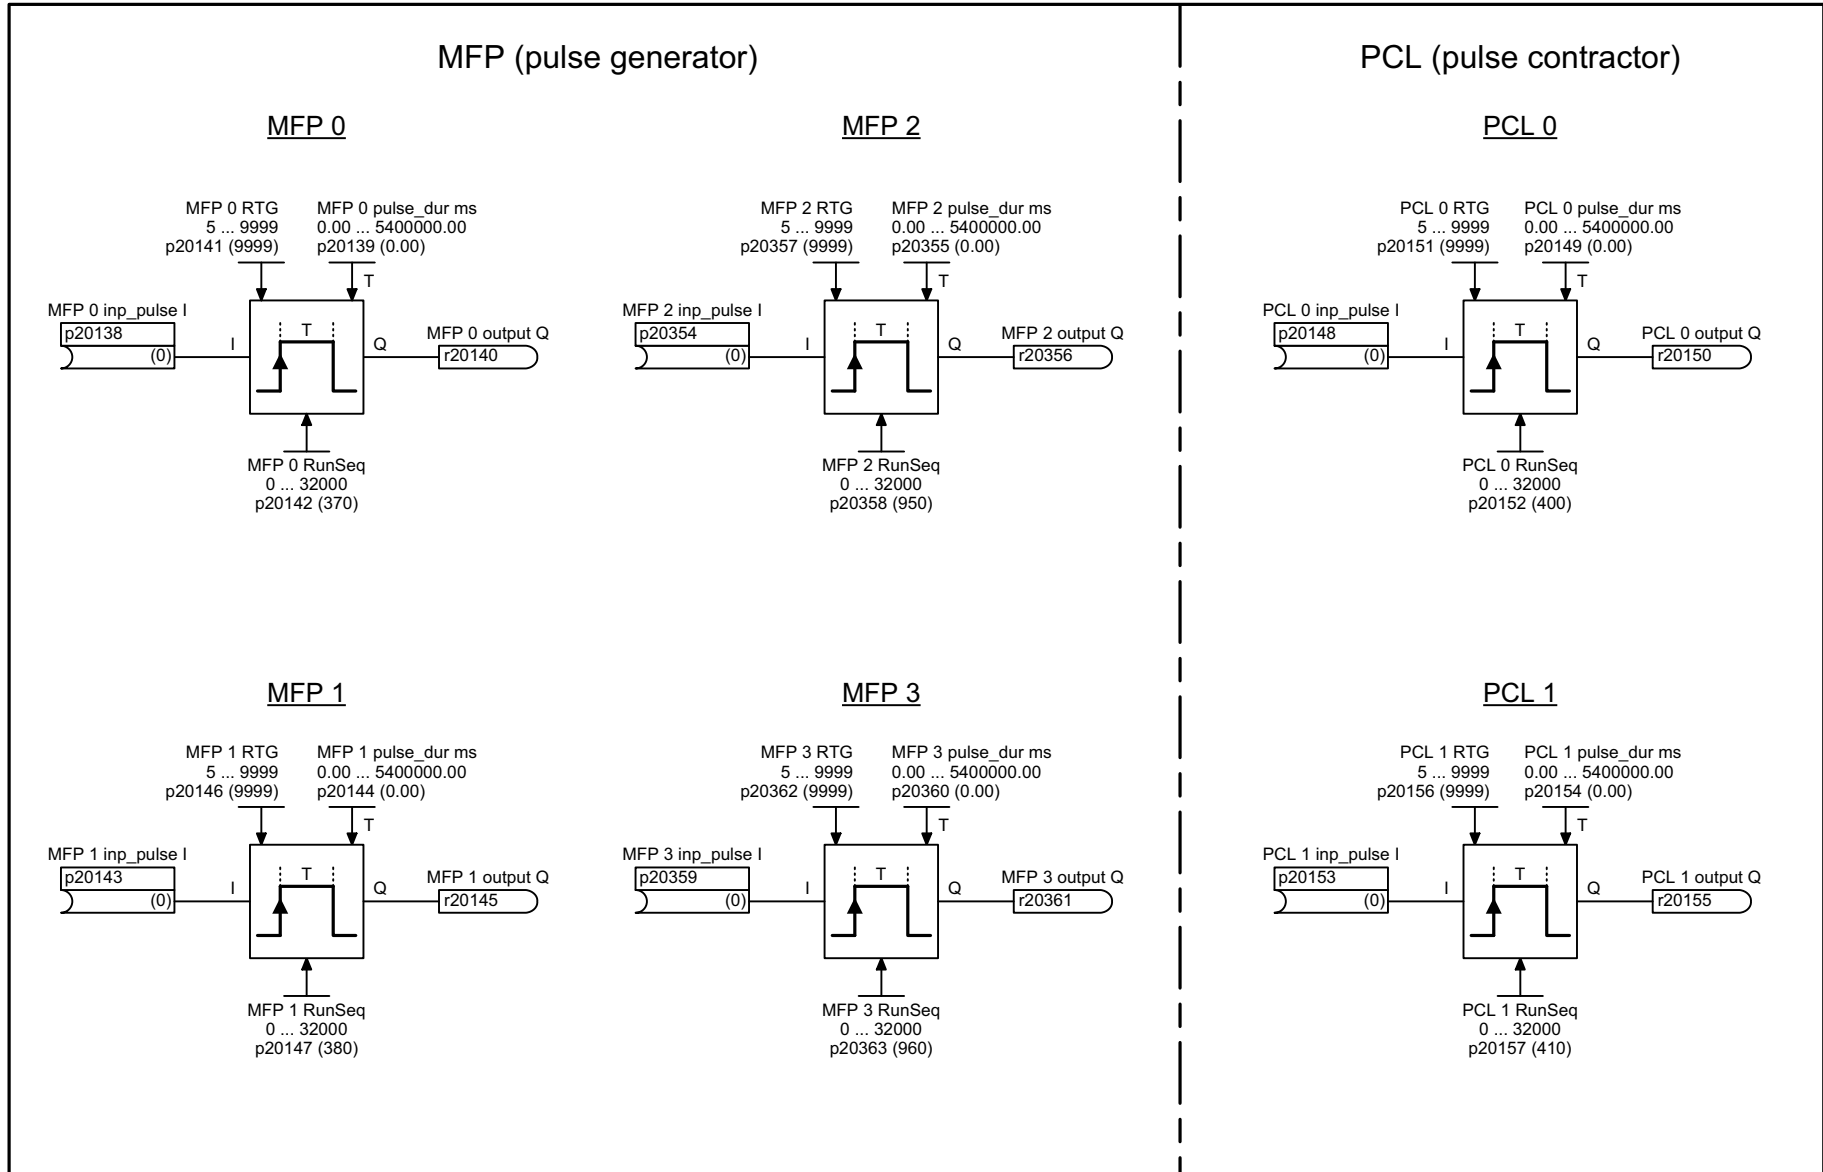 MFP (pulse generator)
MFP 0
MFP 0 RTG
5 ... 9999
p20141 (9999)
MFP 0 pulse_dur ms
0.00 ... 5400000.00
p20139 (0.00)
T
MFP 0 inp_pulse I
p20138
(0)
I
T
Q
MFP 0 output Q
r20140
MFP 0 RunSeq
0 ... 32000
p20142 (370)
MFP 2
MFP 2 RTG
5 ... 9999
p20357 (9999)
MFP 2 pulse_dur ms
0.00 ... 5400000.00
p20355 (0.00)
T
MFP 2 inp_pulse I
p20354
(0)
I
T
Q
MFP 2 output Q
r20356
MFP 2 RunSeq
0 ... 32000
p20358 (950)
MFP 1
MFP 1 RTG
5 ... 9999
p20146 (9999)
MFP 1 pulse_dur ms
0.00 ... 5400000.00
p20144 (0.00)
T
MFP 1 inp_pulse I
p20143
(0)
I
T
Q
MFP 1 output Q
r20145
MFP 1 RunSeq
0 ... 32000
p20147 (380)
MFP 3
MFP 3 RTG
5 ... 9999
p20362 (9999)
MFP 3 pulse_dur ms
0.00 ... 5400000.00
p20360 (0.00)
T
MFP 3 inp_pulse I
p20359
(0)
I
T
Q
MFP 3 output Q
r20361
MFP 3 RunSeq
0 ... 32000
p20363 (960)
PCL (pulse contractor)
PCL 0
PCL 0 RTG
5 ... 9999
p20151 (9999)
PCL 0 pulse_dur ms
0.00 ... 5400000.00
p20149 (0.00)
T
PCL 0 inp_pulse I
p20148
(0)
I
T
Q
PCL 0 output Q
r20150
PCL 0 RunSeq
0 ... 32000
p20152 (400)
PCL 1
PCL 1 RTG
5 ... 9999
p20156 (9999)
PCL 1 pulse_dur ms
0.00 ... 5400000.00
p20154 (0.00)
T
PCL 1 inp_pulse I
p20153
(0)
I
T
Q
PCL 1 output Q
r20155
PCL 1 RunSeq
0 ... 32000
p20157 (410)